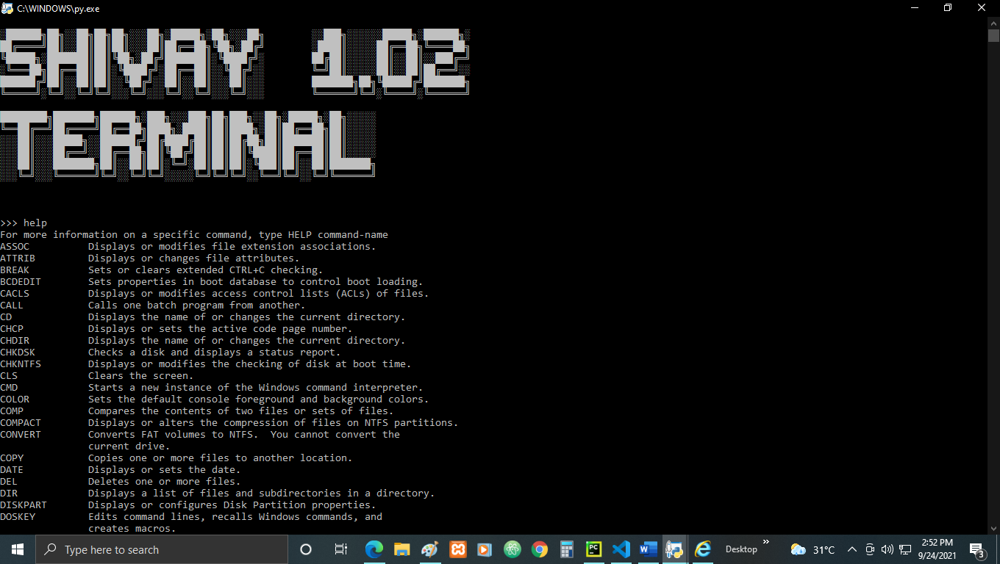 C:\WINDOWS\py.exe
SHIVAY 1.02
TERMINAL
>>> help
For more information on a specific command, type HELP command-name
ASSOC Displays or modifies file extension associations.
ATTRIB Displays or changes file attributes.
BREAK Sets or clears extended CTRL+C checking.
BCDEDIT Sets properties in boot database to control boot loading.
CACLS Displays or modifies access control lists (ACLs) of files.
CALL Calls one batch program from another.
CD Displays the name of or changes the current directory.
CHCP Displays or sets the active code page number.
CHDIR Displays the name of or changes the current directory.
CHKDSK Checks a disk and displays a status report.
CHKNTFS Displays or modifies the checking of disk at boot time.
CLS Clears the screen.
CMD Starts a new instance of the Windows command interpreter.
COLOR Sets the default console foreground and background colors.
COMP Compares the contents of two files or sets of files.
COMPACT Displays or alters the compression of files on NTFS partitions.
CONVERT Converts FAT volumes to NTFS.  You cannot convert the
current drive.
COPY Copies one or more files to another location.
DATE Displays or sets the date.
DEL Deletes one or more files.
DIR Displays a list of files and subdirectories in a directory.
DISKPART Displays or configures Disk Partition properties.
DOSKEY Edits command lines, recalls Windows commands, and
creates macros.
Type here to search
PC
W
Desktop
»
31°C
2:52 PM
9/24/2021
3